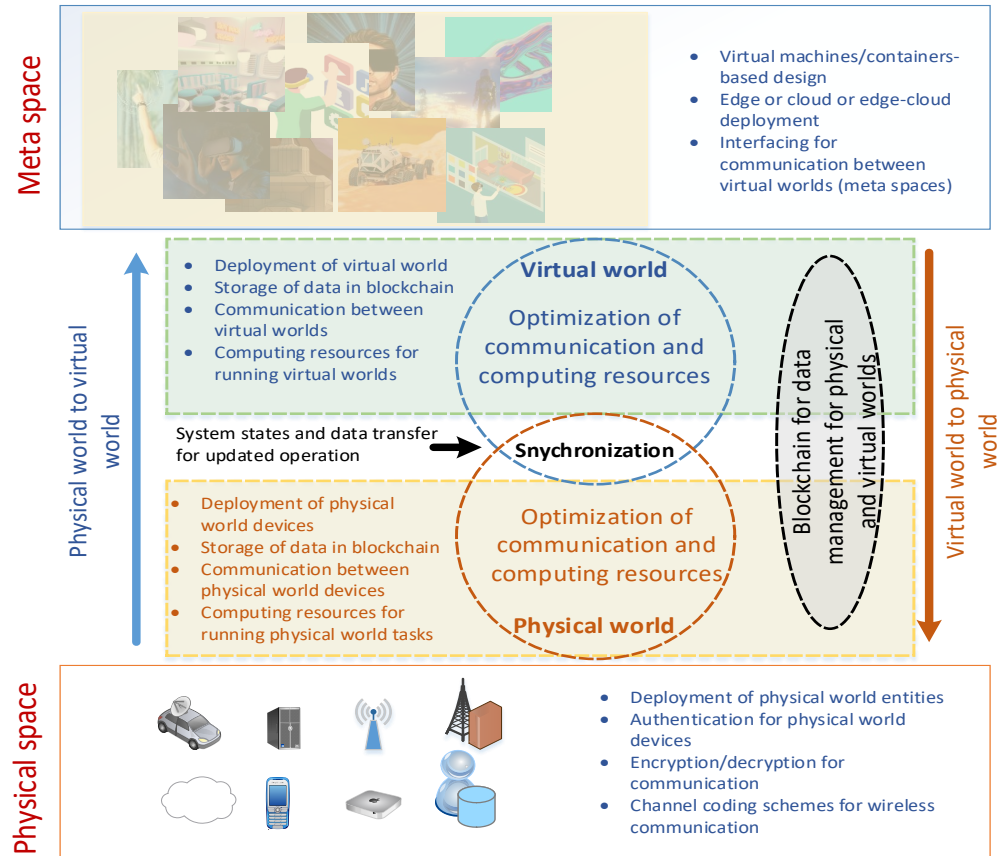 Meta space
• Virtual machines/containers-
based design
• Edge or cloud or edge-cloud
deployment
• Interfacing for
communication between
virtual worlds (meta spaces)
Physical world to virtual
world
• Deployment of virtual world
• Storage of data in blockchain
• Communication between
virtual worlds
• Computing resources for
running virtual worlds
Virtual world
Optimization of
communication and
computing resources
System states and data transfer
for updated operation
Snychronization
• Deployment of physical
world devices
• Storage of data in blockchain
• Communication between
physical world devices
• Computing resources for
running physical world tasks
Optimization of
communication and
computing resources
Physical world
Blockchain for data
management for physical
and virtual worlds
Virtual world to physical
world
Physical space
• Deployment of physical world entities
• Authentication for physical world
devices
• Encryption/decryption for
communication
• Channel coding schemes for wireless
communication